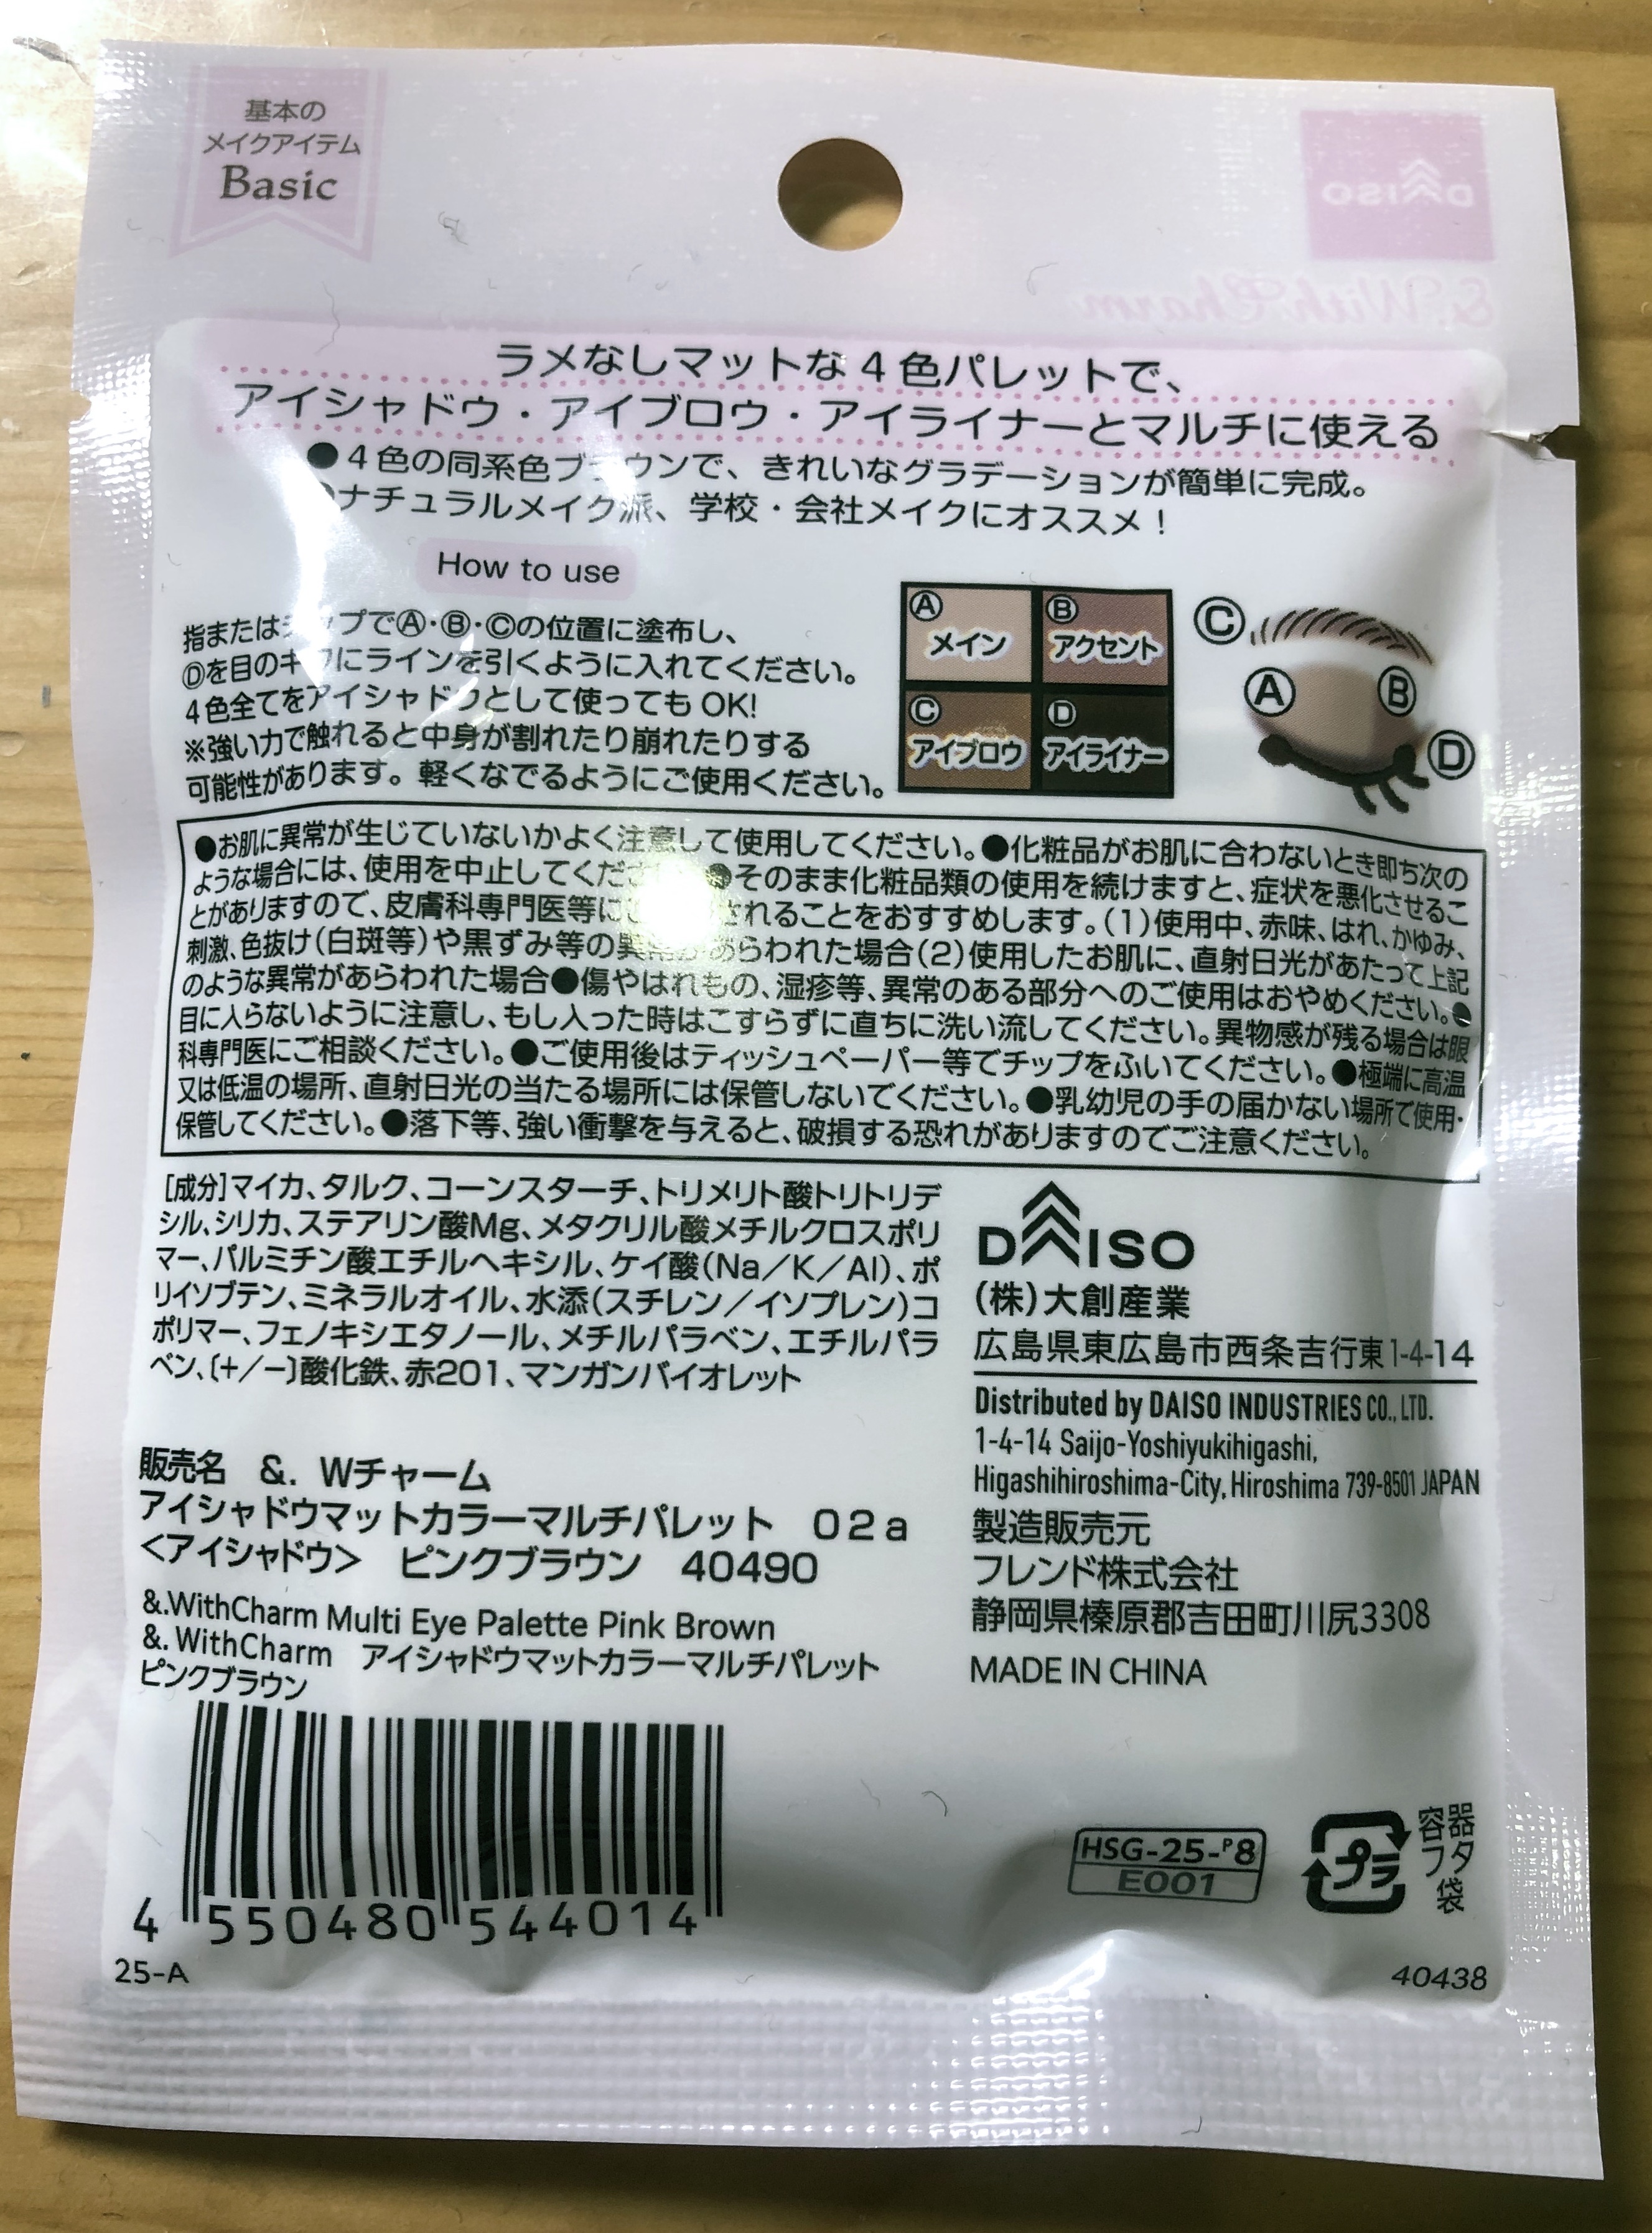 基本の
メイクアイテム
Basic
DAISO
&.WithCharm
ラメなしマットな4色パレットで、
アイシャドウ・アイブロウ・アイライナーとマルチに使える
●4色の同系色ブラウンで、きれいなグラデーションが簡単に完成。
●ナチュラルメイク派、学校・会社メイクにオススメ！
How to use
指またはチップでⒶ・Ⓑ・Ⓒの位置に塗布し、
Ⓓを目のキワにラインを引くように入れてください。
4色全てをアイシャドウとして使ってもOK!
※強い力で触れると中身が割れたり崩れたりする
可能性があります。軽くなでるようにご使用ください。
Ⓐ メイン
Ⓑ アクセント
Ⓒ アイブロウ
Ⓓ アイライナー
Ⓒ
Ⓐ
Ⓑ
Ⓓ
●お肌に異常が生じていないかよく注意して使用してください。●化粧品がお肌に合わないとき即ち次の
ような場合には、使用を中止してくだ ●そのまま化粧品類の使用を続けますと、症状を悪化させるこ
とがありますので、皮膚科専門医等に されることをおすすめします。(1)使用中、赤味、はれ、かゆみ、
刺激、色抜け(白斑等)や黒ずみ等の異常があらわれた場合(2)使用したお肌に、直射日光があたって上記
のような異常があらわれた場合●傷やはれもの、湿疹等、異常のある部分へのご使用はおやめください。●
目に入らないように注意し、もし入った時はこすらずに直ちに洗い流してください。異物感が残る場合は眼
科専門医にご相談ください。●ご使用後はティッシュペーパー等でチップをふいてください。●極端に高温
又は低温の場所、直射日光の当たる場所には保管しないでください。●乳幼児の手の届かない場所で使用・
保管してください。●落下等、強い衝撃を与えると、破損する恐れがありますのでご注意ください。
[成分]マイカ、タルク、コーンスターチ、トリメリト酸トリトリデ
シル、シリカ、ステアリン酸Mg、メタクリル酸メチルクロスポリ
マー、パルミチン酸エチルヘキシル、ケイ酸(Na／K／Al)、ポ
リイソブテン、ミネラルオイル、水添(スチレン／イソプレン)コ
ポリマー、フェノキシエタノール、メチルパラベン、エチルパラ
ベン、〔+／−〕酸化鉄、赤201、マンガンバイオレット
販売名 &. Wチャーム
アイシャドウマットカラーマルチパレット 02a
<アイシャドウ> ピンクブラウン 40490
&.WithCharm Multi Eye Palette Pink Brown
&. WithCharm アイシャドウマットカラーマルチパレット
ピンクブラウン
4 550480 544014
25-A
DAISO
(株)大創産業
広島県東広島市西条吉行東1-4-14
Distributed by DAISO INDUSTRIES CO., LTD.
1-4-14 Saijo-Yoshiyukihigashi,
Higashihiroshima-City, Hiroshima 739-8501 JAPAN
製造販売元
フレンド株式会社
静岡県榛原郡吉田町川尻3308
MADE IN CHINA
HSG-25-P8
E001
プラ
容器
フタ
袋
40438